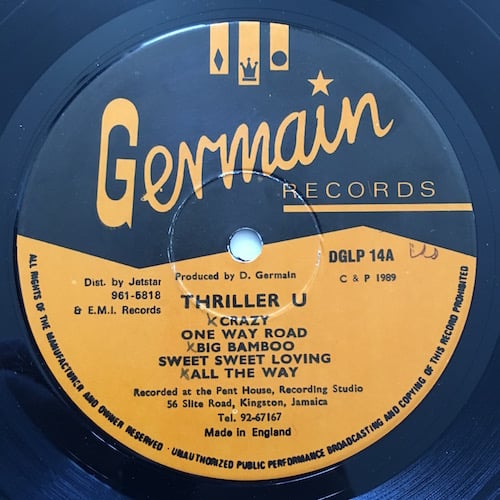 Germain
RECORDS
DGLP 14A
C & P 1989
Dist. by Jetstar
961-5818
& E.M.I. Records
Produced by D. Germain
THRILLER U
CRAZY
ONE WAY ROAD
BIG BAMBOO
SWEET SWEET LOVING
ALL THE WAY
Recorded at the Pent House, Recording Studio
56 Slite Road, Kingston, Jamaica
Tel. 92-67167
Made in England
ALL RIGHTS OF THE MANUFACTURER AND OWNER RESERVED · UNAUTHORIZED PUBLIC PERFORMANCE BROADCASTING AND COPYING OF THIS RECORD PROHIBITED